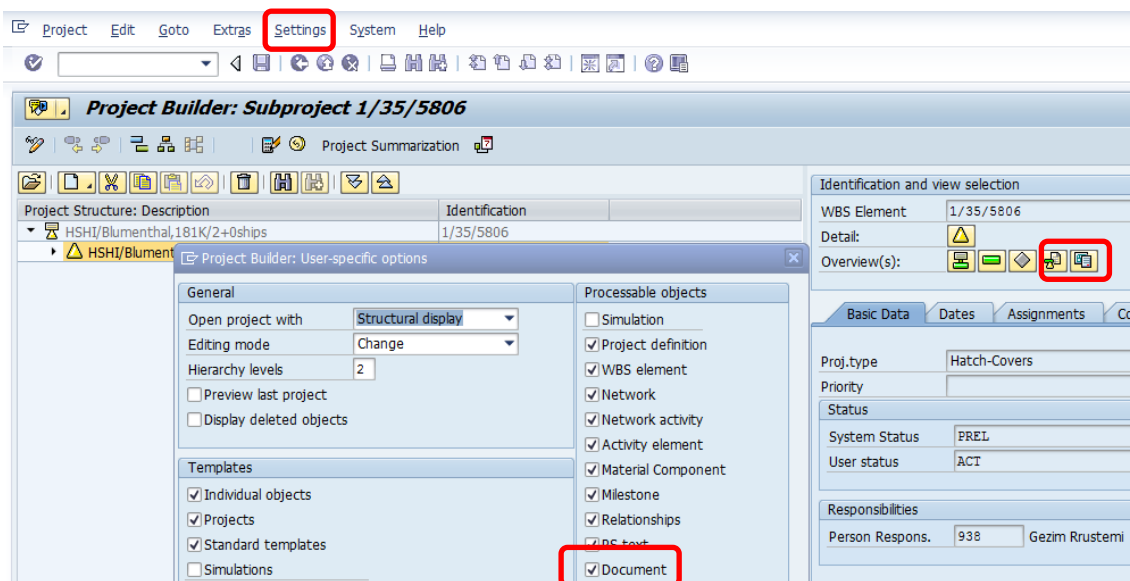 Project Edit Goto Extras Settings System Help
Project Builder: Subproject 1/35/5806
Project Summarization
Project Structure: Description Identification
HSHI/Blumenthal,181K/2+0ships 1/35/5806
HSHI/Blument
Identification and view selection
WBS Element 1/35/5806
Detail:
Overview(s):
Basic Data Dates Assignments Co
Proj.type Hatch-Covers
Priority
Status
System Status PREL
User status ACT
Responsibilities
Person Respons. 938 Gezim Rrustemi
Project Builder: User-specific options
General
Open project with Structural display
Editing mode Change
Hierarchy levels 2
Preview last project
Display deleted objects
Templates
Individual objects
Projects
Standard templates
Simulations
Processable objects
Simulation
Project definition
WBS element
Network
Network activity
Activity element
Material Component
Milestone
Relationships
PS text
Document